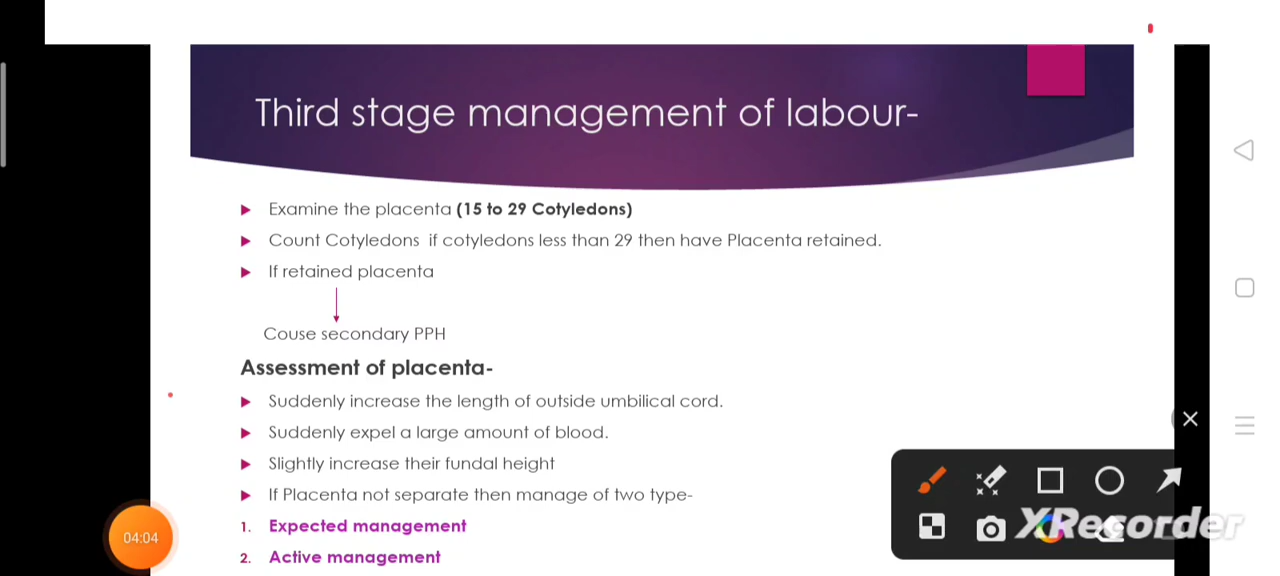 Third stage management of labour-
Examine the placenta (15 to 29 Cotyledons)
Count Cotyledons if cotyledons less than 29 then have Placenta retained.
If retained placenta
Couse secondary PPH
Assessment of placenta-
Suddenly increase the length of outside umbilical cord.
Suddenly expel a large amount of blood.
Slightly increase their fundal height
If Placenta not separate then manage of two type-
1. Expected management
2. Active management
04:04
XRecorder